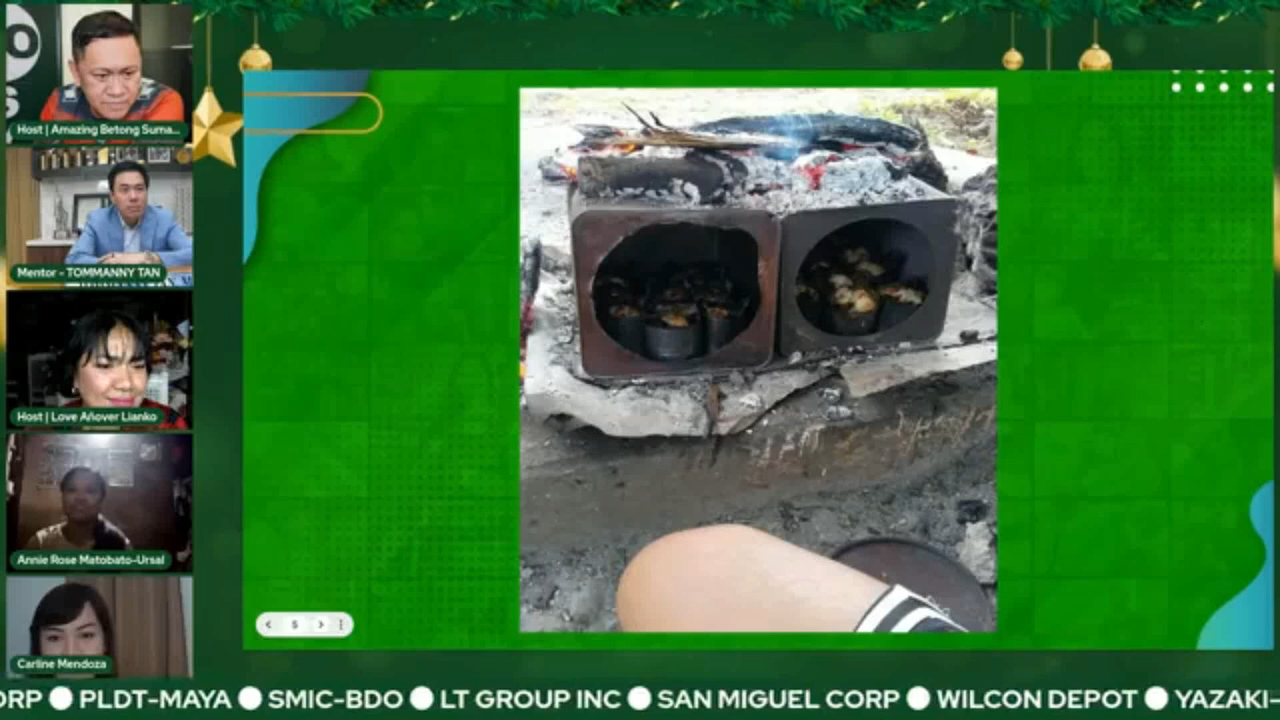 O
S
Host | Amazing Betong Suma...
Mentor - TOMMANNY TAN
Host | Love Añover Lianko
Annie Rose Matobato-Ursal
Carline Mendoza
5
ORP ● PLDT-MAYA ● SMIC-BDO ● LT GROUP INC ● SAN MIGUEL CORP ● WILCON DEPOT ● YAZAKI-